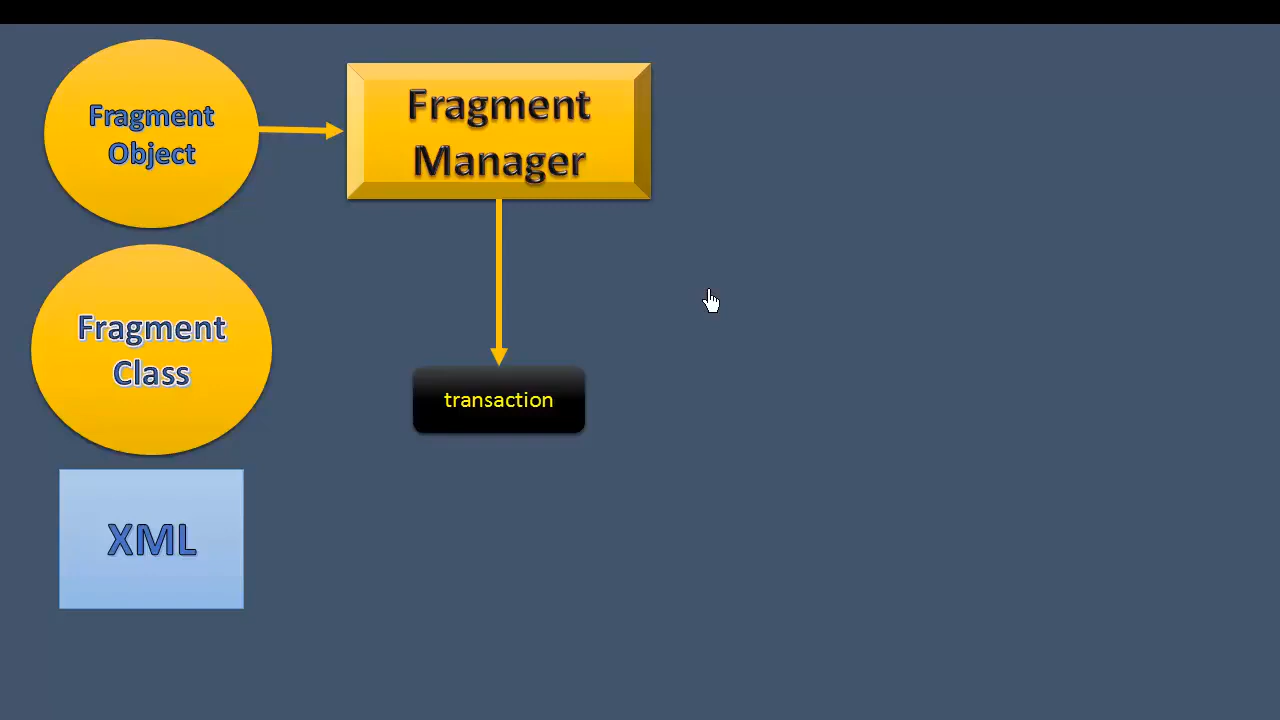 Fragment
Object
Fragment
Manager
Fragment
Class
transaction
XML